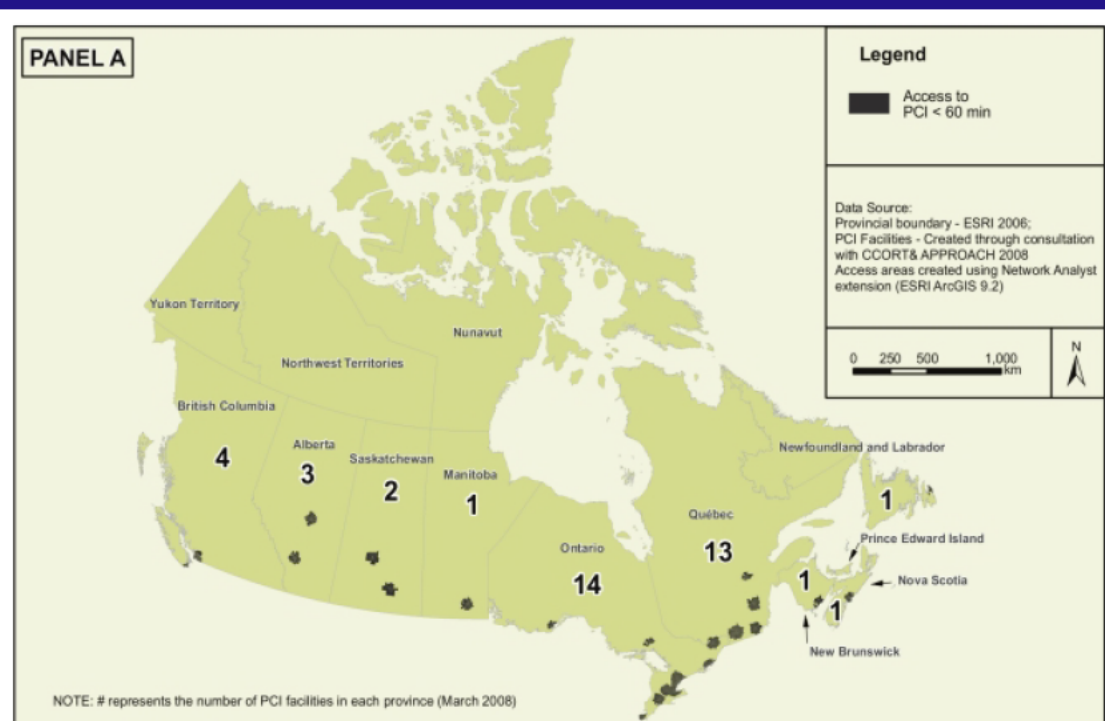 PANEL A
Legend
Access to
PCI < 60 min
Data Source:
Provincial boundary - ESRI 2006;
PCI Facilities - Created through consultation
with CCORT& APPROACH 2008
Access areas created using Network Analyst
extension (ESRI ArcGIS 9.2)
0 250 500 1,000
km
N
Yukon Territory
Nunavut
Northwest Territories
British Columbia
4
Alberta
3
Saskatchewan
2
Manitoba
1
Ontario
14
Québec
13
Newfoundland and Labrador
1
Prince Edward Island
1
Nova Scotia
1
New Brunswick
NOTE: # represents the number of PCI facilities in each province (March 2008)